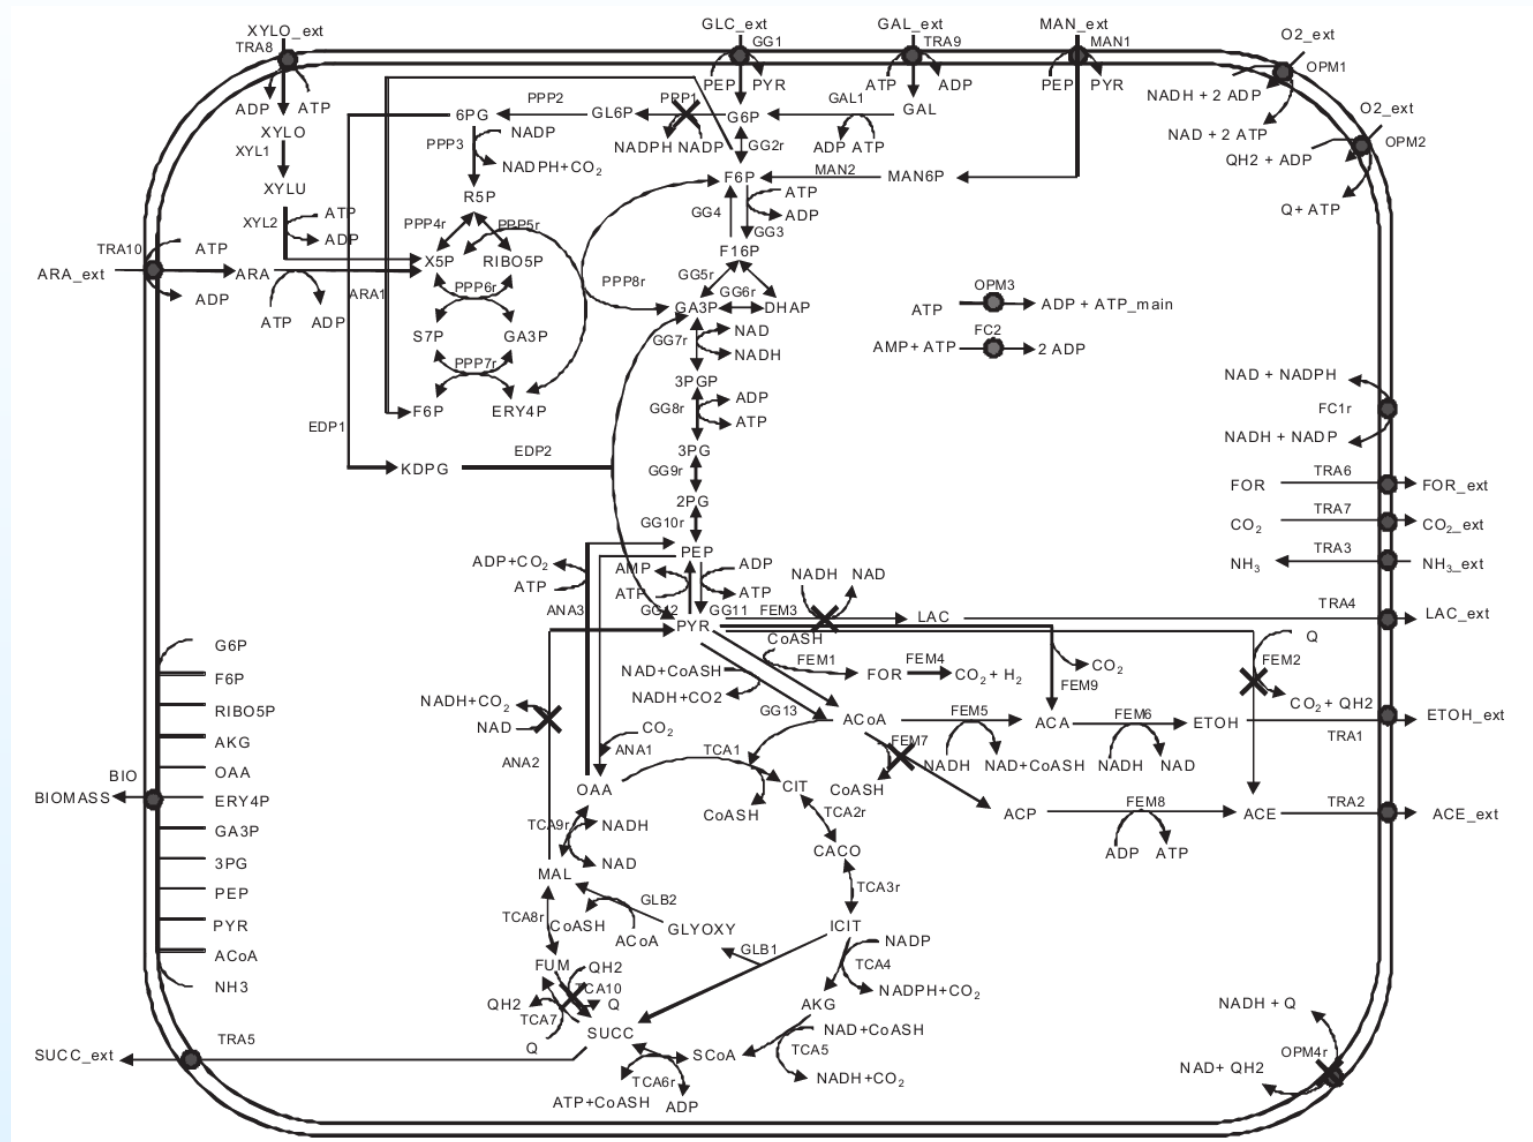 XYLO_ext
TRA8
GLC_ext
GG1
GAL_ext
TRA9
MAN_ext
MAN1
O2_ext
OPM1
ADP
ATP
PEP
PYR
ATP
ADP
PEP
PYR
NADH + 2 ADP
O2_ext
OPM2
NAD + 2 ATP
QH2 + ADP
Q+ ATP
XYLO
XYL1
XYLU
XYL2
ATP
ADP
6PG
PPP2
GL6P
PPP1
G6P
GAL1
GAL
NADP
PPP3
NADPH+CO2
NADPH NADP
GG2r
ADP ATP
F6P
MAN2
MAN6P
R5P
ATP
GG4
ADP
GG3
PPP4r
PPP5r
F16P
TRA10
ATP
ARA_ext
ARA
X5P
RIBO5P
ADP
ATP
ADP
ARA1
PPP6r
PPP8r
GG5r
GG6r
GA3P
DHAP
S7P
GA3P
GG7r
NAD
NADH
PPP7r
3PGP
F6P
ERY4P
GG8r
ADP
ATP
EDP1
KDPG
EDP2
3PG
GG9r
2PG
GG10r
PEP
ATP
OPM3
ADP + ATP_main
AMP+ ATP
FC2
2 ADP
NAD + NADPH
FC1r
NADH + NADP
FOR
TRA6
FOR_ext
CO2
TRA7
CO2_ext
NH3
TRA3
NH3_ext
ADP+CO2
ATP
AMP
ATP
ADP
ATP
ANA3
GG12
GG11
PYR
NADH
NAD
FEM3
LAC
TRA4
LAC_ext
CoASH
FEM1
FOR
FEM4
CO2 + H2
CO2
FEM9
Q
FEM2
CO2 + QH2
NAD+CoASH
NADH+CO2
GG13
NADH+CO2
NAD
ANA2
CO2
ANA1
OAA
ACoA
FEM5
ACA
FEM6
ETOH
TRA1
ETOH_ext
NADH
NAD+CoASH
NADH
NAD
FEM7
CoASH
ACP
FEM8
ACE
TRA2
ACE_ext
ADP
ATP
TCA1
CoASH
CIT
TCA2r
CACO
TCA3r
ICIT
TCA9r
NADH
NAD
MAL
GLB2
GLYOXY
TCA8r
CoASH
ACoA
GLB1
NADP
TCA4
NADPH+CO2
AKG
FUM
QH2
TCA10
Q
QH2
TCA7
Q
SUCC
SCoA
NAD+CoASH
TCA5
NADH+CO2
TCA6r
ATP+CoASH
ADP
G6P
F6P
RIBO5P
AKG
OAA
BIO
BIOMASS
ERY4P
GA3P
3PG
PEP
PYR
ACoA
NH3
TRA5
SUCC_ext
NADH + Q
OPM4r
NAD+ QH2